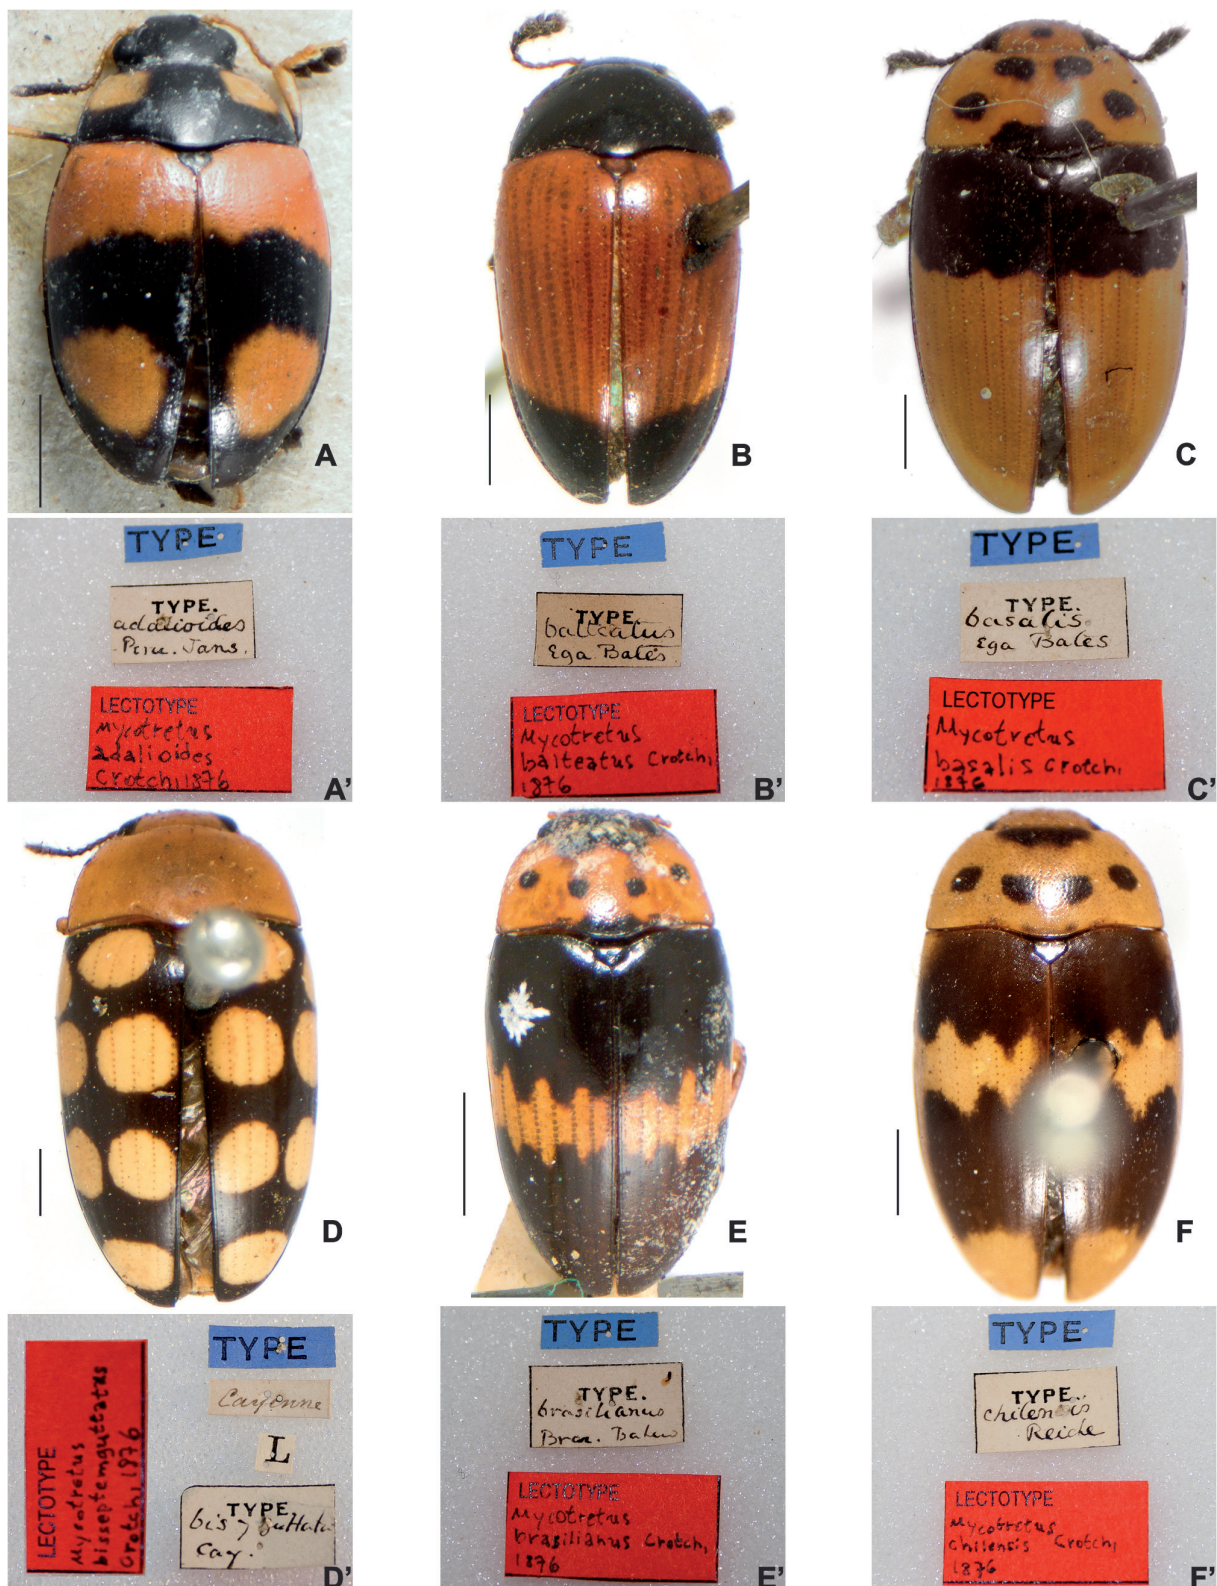 A
B
C
TYPE
TYPE.
adalioides
Peru. Jans.
LECTOTYPE
Mycotretus
adalioides
Crotch, 1876
A'
TYPE
TYPE.
balteatus
Ega Bates
LECTOTYPE
Mycotretus
balteatus Crotch,
1876
B'
TYPE
TYPE.
basalis
Ega Bates
LECTOTYPE
Mycotretus
basalis Crotch,
1876
C'
D
E
F
LECTOTYPE
Mycotretus
bisseptemguttatus
Crotch, 1876
TYPE
Cayenne
L
TYPE.
bis 7 guttata
Cay.
D'
TYPE
TYPE.
brasilianus
LECTOTYPE
Mycotretus
brasilianus Crotch,
1876
E'
TYPE
TYPE.
chilensis
Reiche
LECTOTYPE
Mycotretus
chilensis Crotch,
1876
F'